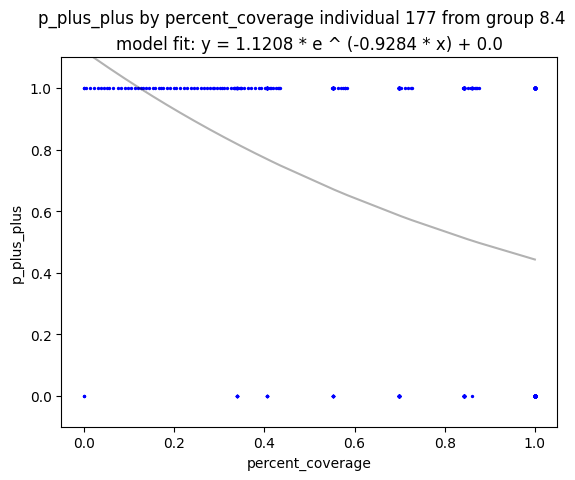 p_plus_plus by percent_coverage individual 177 from group 8.4
model fit: y = 1.1208 * e ^ (-0.9284 * x) + 0.0
1.0
0.8
0.6
0.4
0.2
0.0
p_plus_plus
0.0 0.2 0.4 0.6 0.8 1.0
percent_coverage